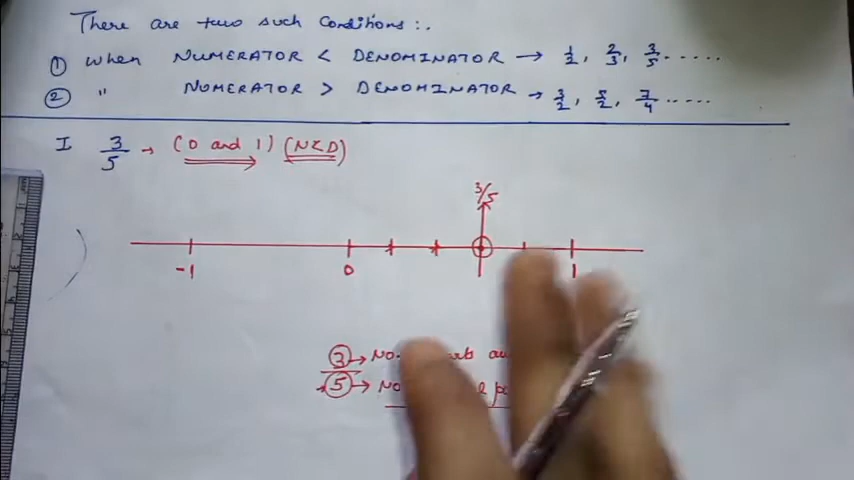 There are two such Conditions:.
① When NUMERATOR < DENOMINATOR → 1/2, 2/3, 3/5.....
② " NOMERATOR > DENOMINATOR → 3/2, 5/2, 7/4.....
I 3/5 → (0 and 1) (N<D)
3/5
-1 0 1
③ → No
⑤ → No